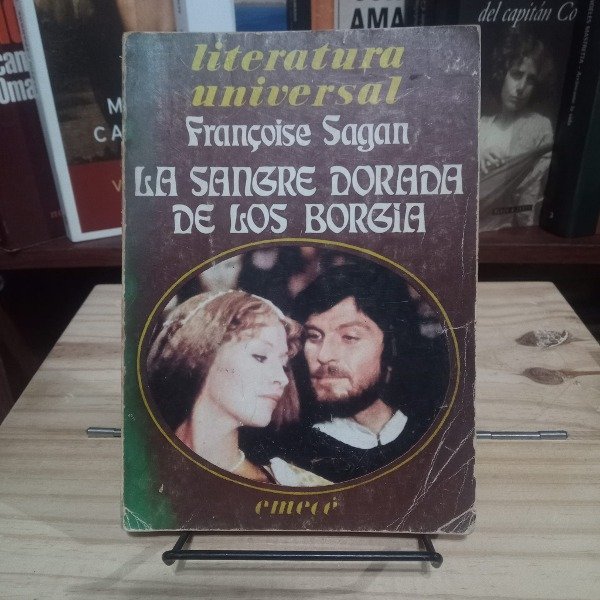 literatura
universal
Françoise Sagan
LA SANGRE DORADA
DE LOS BORGIA
emecé
AMA
del capitán Co